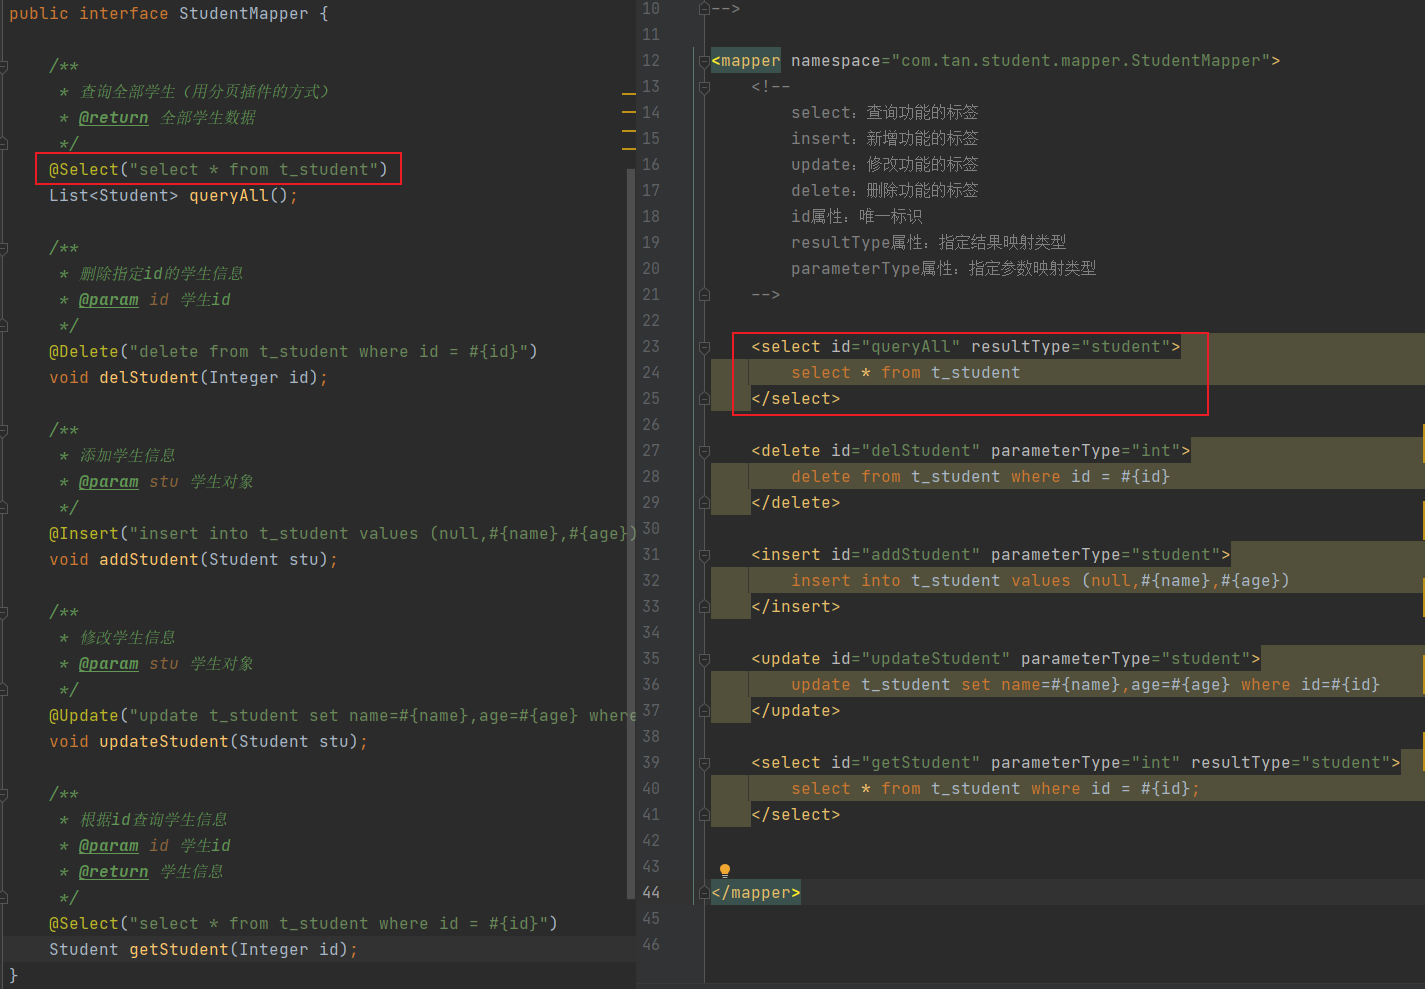 public interface StudentMapper {
/**
* 查询全部学生（用分页插件的方式）
* @return 全部学生数据
*/
@Select("select * from t_student")
List<Student> queryAll();
/**
* 删除指定id的学生信息
* @param id 学生id
*/
@Delete("delete from t_student where id = #{id}")
void delStudent(Integer id);
/**
* 添加学生信息
* @param stu 学生对象
*/
@Insert("insert into t_student values (null,#{name},#{age})
void addStudent(Student stu);
/**
* 修改学生信息
* @param stu 学生对象
*/
@Update("update t_student set name=#{name},age=#{age} where
void updateStudent(Student stu);
/**
* 根据id查询学生信息
* @param id 学生id
* @return 学生信息
*/
@Select("select * from t_student where id = #{id}")
Student getStudent(Integer id);
}
10 -->
11
12 <mapper namespace="com.tan.student.mapper.StudentMapper">
13 <!--
14 select：查询功能的标签
15 insert：新增功能的标签
16 update：修改功能的标签
17 delete：删除功能的标签
18 id属性：唯一标识
19 resultType属性：指定结果映射类型
20 parameterType属性：指定参数映射类型
21 -->
22
23 <select id="queryAll" resultType="student">
24 select * from t_student
25 </select>
26
27 <delete id="delStudent" parameterType="int">
28 delete from t_student where id = #{id}
29 </delete>
30
31 <insert id="addStudent" parameterType="student">
32 insert into t_student values (null,#{name},#{age})
33 </insert>
34
35 <update id="updateStudent" parameterType="student">
36 update t_student set name=#{name},age=#{age} where id=#{id}
37 </update>
38
39 <select id="getStudent" parameterType="int" resultType="student">
40 select * from t_student where id = #{id};
41 </select>
42
43
44 </mapper>
45
46